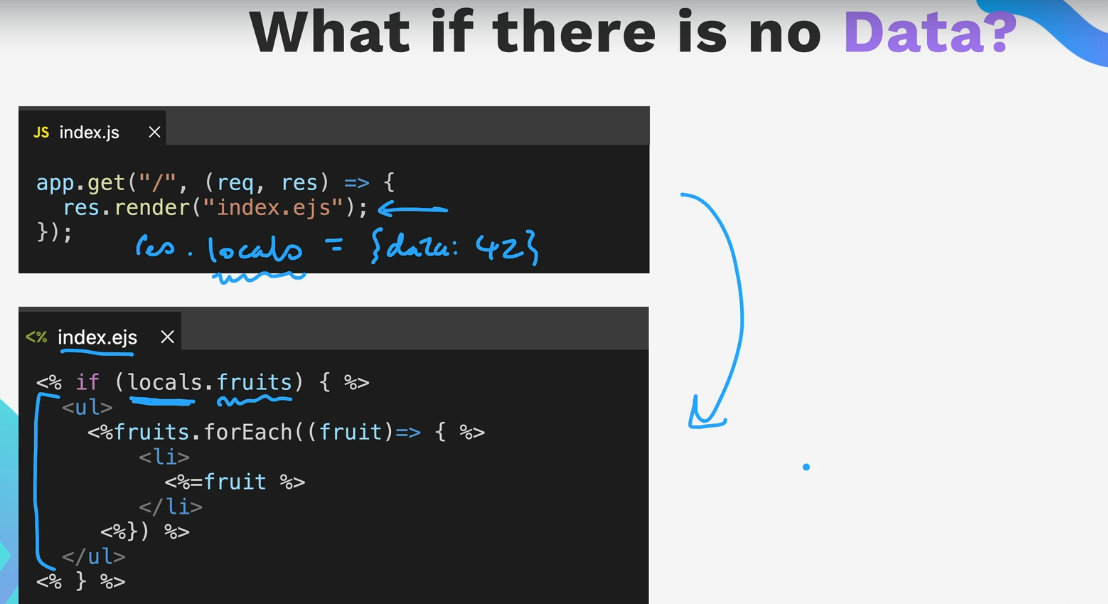 What if there is no Data?
JS index.js ×
app.get("/", (req, res) => {
res.render("index.ejs");
});
res.locals = {data: 42}
<% index.ejs ×
<% if (locals.fruits) { %>
<ul>
<%fruits.forEach((fruit)=> { %>
<li>
<%=fruit %>
</li>
<%}) %>
</ul>
<% } %>